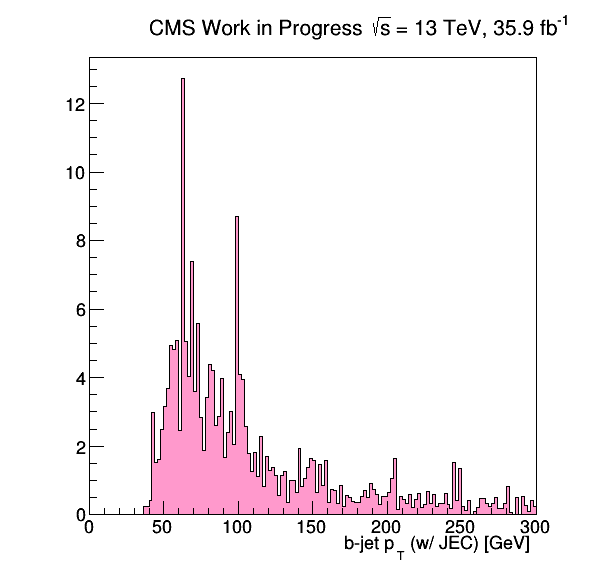 CMS Work in Progress √s = 13 TeV, 35.9 fb⁻¹
12
10
8
6
4
2
0
0 50 100 150 200 250 300
b-jet p_T (w/ JEC) [GeV]